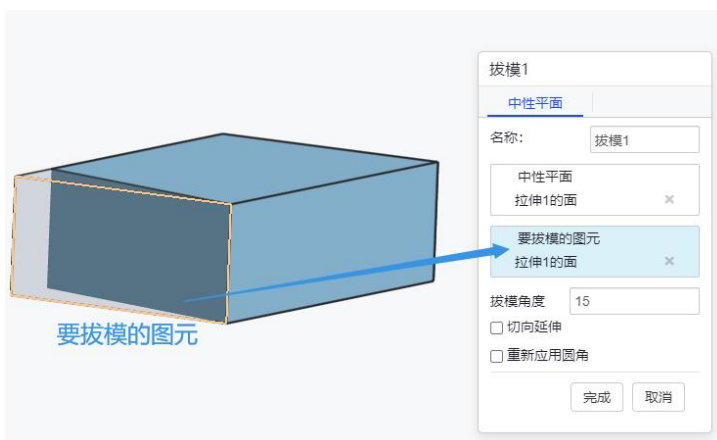 拔模1
中性平面
名称： 拔模1
中性平面
拉伸1的面 ×
要拔模的图元
拉伸1的面 ×
拔模角度 15
切向延伸
重新应用圆角
完成 取消
要拔模的图元